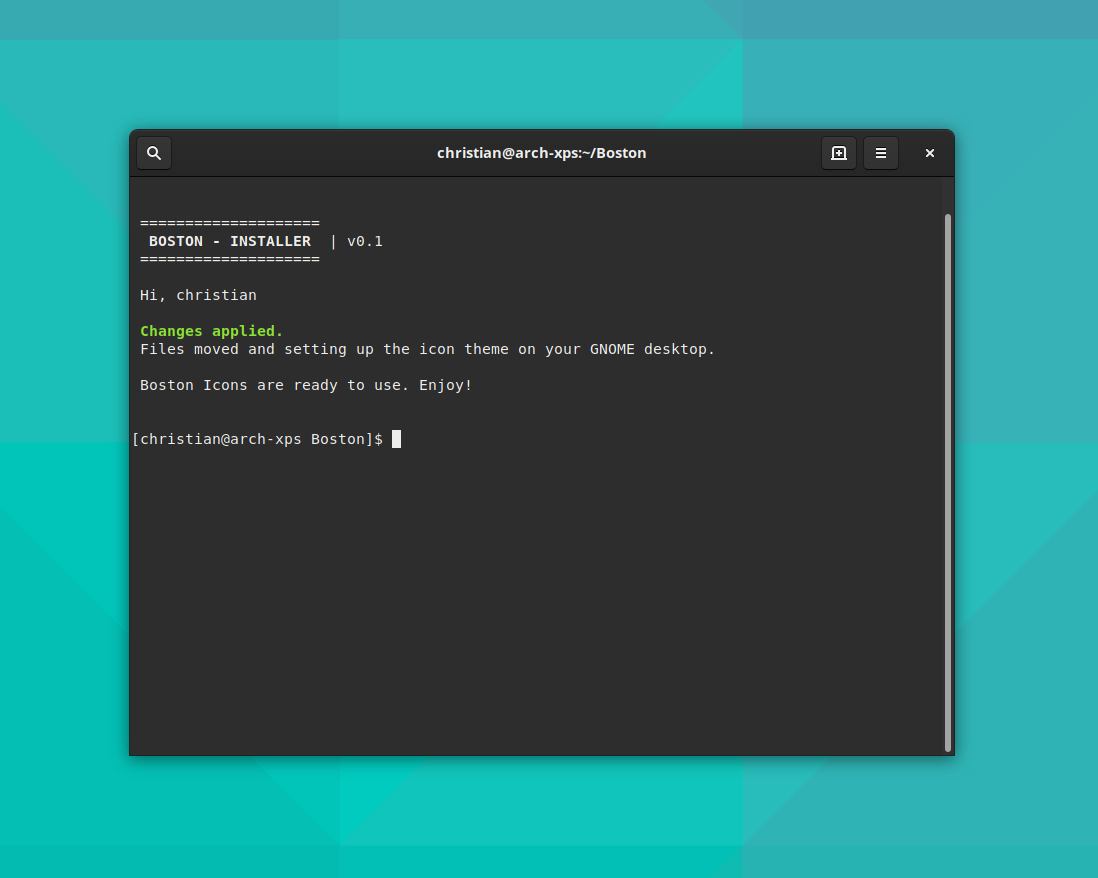 christian@arch-xps:~/Boston
====================
BOSTON - INSTALLER | v0.1
====================
Hi, christian
Changes applied.
Files moved and setting up the icon theme on your GNOME desktop.
Boston Icons are ready to use. Enjoy!
[christian@arch-xps Boston]$